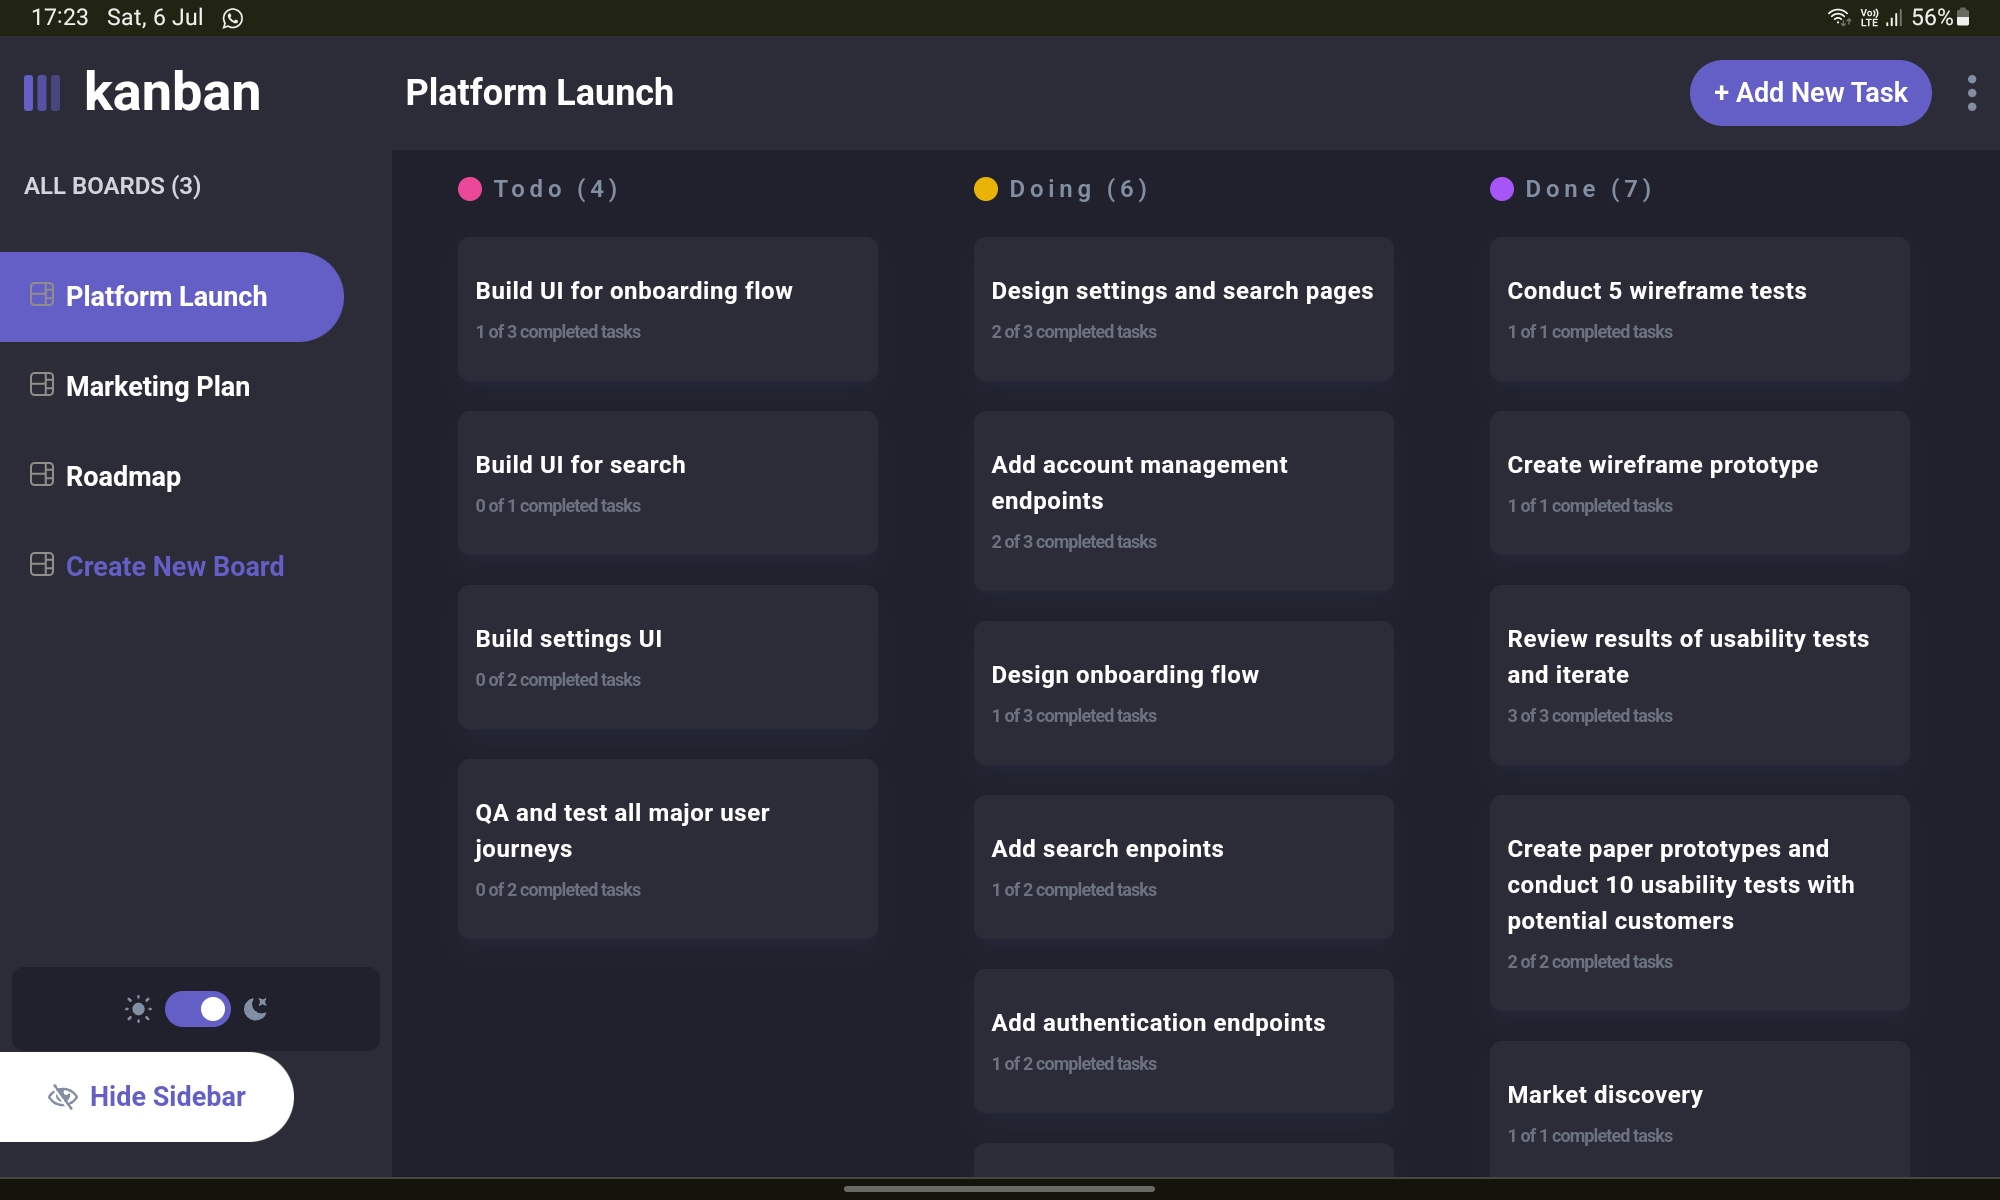 17:23 Sat, 6 Jul
Vo)) LTE 56%
kanban
Platform Launch
+ Add New Task
ALL BOARDS (3)
Platform Launch
Marketing Plan
Roadmap
Create New Board
Hide Sidebar
Todo (4)
Build UI for onboarding flow
1 of 3 completed tasks
Build UI for search
0 of 1 completed tasks
Build settings UI
0 of 2 completed tasks
QA and test all major user
journeys
0 of 2 completed tasks
Doing (6)
Design settings and search pages
2 of 3 completed tasks
Add account management
endpoints
2 of 3 completed tasks
Design onboarding flow
1 of 3 completed tasks
Add search enpoints
1 of 2 completed tasks
Add authentication endpoints
1 of 2 completed tasks
Done (7)
Conduct 5 wireframe tests
1 of 1 completed tasks
Create wireframe prototype
1 of 1 completed tasks
Review results of usability tests
and iterate
3 of 3 completed tasks
Create paper prototypes and
conduct 10 usability tests with
potential customers
2 of 2 completed tasks
Market discovery
1 of 1 completed tasks